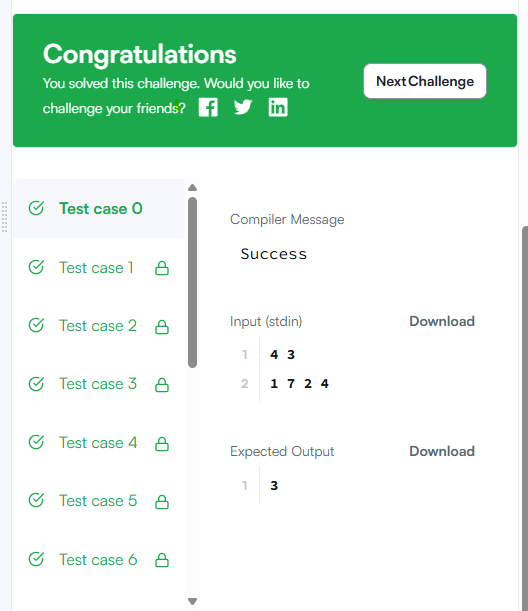 Congratulations
You solved this challenge. Would you like to
challenge your friends?
Next Challenge
Test case 0
Test case 1
Test case 2
Test case 3
Test case 4
Test case 5
Test case 6
Compiler Message
Success
Input (stdin)
Download
1 4 3
2 1 7 2 4
Expected Output
Download
1 3